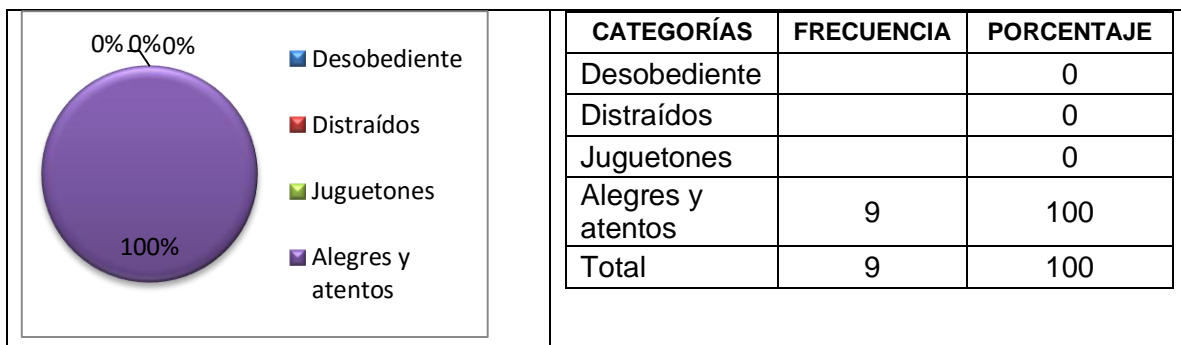 0% 0% 0%
100%
Desobediente
Distraídos
Juguetones
Alegres y
atentos
CATEGORÍAS FRECUENCIA PORCENTAJE
Desobediente 0
Distraídos 0
Juguetones 0
Alegres y
atentos 9 100
Total 9 100